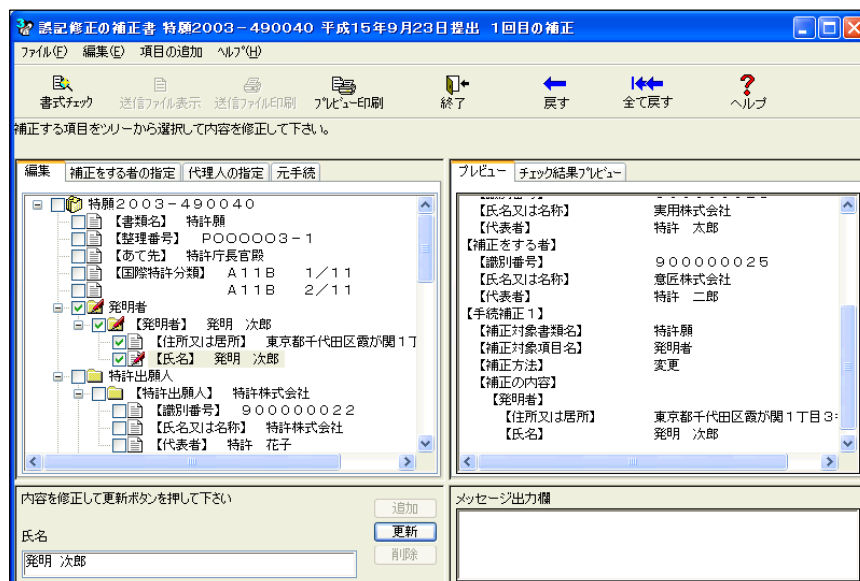 誤記修正の補正書 特願2003-490040 平成15年9月23日提出 1回目の補正
ファイル(F) 編集(E) 項目の追加 ヘルプ(H)
書式チェック 送信ファイル表示 送信ファイル印刷 プレビュー印刷 終了 戻す 全て戻す ヘルプ
補正する項目をツリーから選択して内容を修正して下さい。
編集 補正をする者の指定 代理人の指定 元手続
特願2003-490040
【書類名】 特許願
【整理番号】 P000003-1
【あて先】 特許庁長官殿
【国際特許分類】 A11B 1/11
A11B 2/11
発明者
【発明者】 発明 次郎
【住所又は居所】 東京都千代田区霞が関1丁
【氏名】 発明 次郎
特許出願人
【特許出願人】 特許株式会社
【識別番号】 900000022
【氏名又は名称】 特許株式会社
【代表者】 特許 花子
プレビュー チェック結果プレビュー
【氏名又は名称】 実用株式会社
【代表者】 特許 太郎
【補正をする者】
【識別番号】 900000025
【氏名又は名称】 意匠株式会社
【代表者】 特許 二郎
【手続補正1】
【補正対象書類名】 特許願
【補正対象項目名】 発明者
【補正方法】 変更
【補正の内容】
【発明者】
【住所又は居所】 東京都千代田区霞が関1丁目3
【氏名】 発明 次郎
内容を修正して更新ボタンを押して下さい
追加
更新
削除
氏名
発明 次郎
メッセージ出力欄